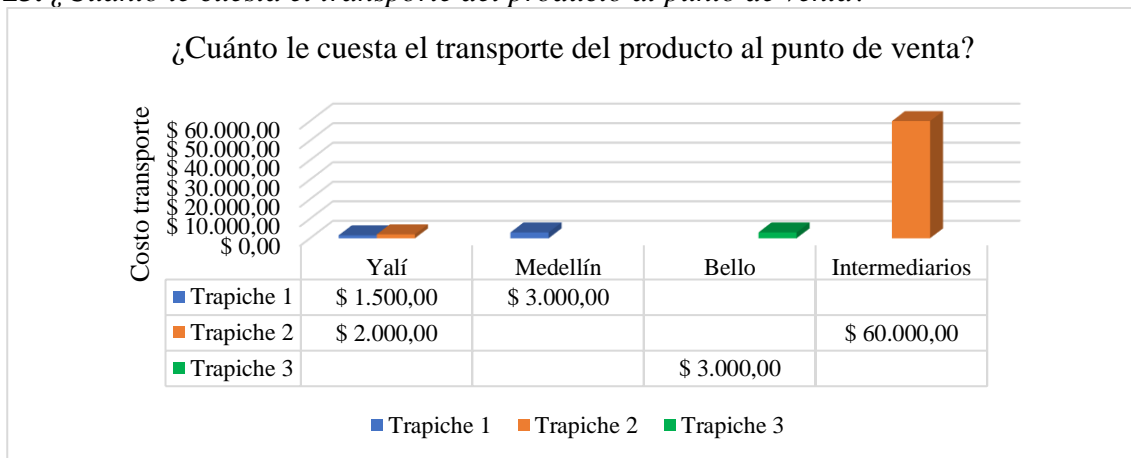 ¿Cuánto le cuesta el transporte del producto al punto de venta?
Costo transporte
$ 60.000,00
$ 50.000,00
$ 40.000,00
$ 30.000,00
$ 20.000,00
$ 10.000,00
$ 0,00
Yalí Medellín Bello Intermediarios
Trapiche 1 $ 1.500,00 $ 3.000,00
Trapiche 2 $ 2.000,00 $ 60.000,00
Trapiche 3 $ 3.000,00
Trapiche 1 Trapiche 2 Trapiche 3